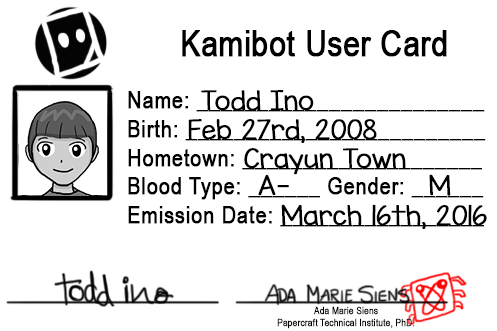 Kamibot User Card
Name: Todd Ino
Birth: Feb 27rd, 2008
Hometown: Crayun Town
Blood Type: A- Gender: M
Emission Date: March 16th, 2016
todd ino
ADA MARIE SIENS
Ada Marie Siens
Papercraft Technical Institute, PhD.